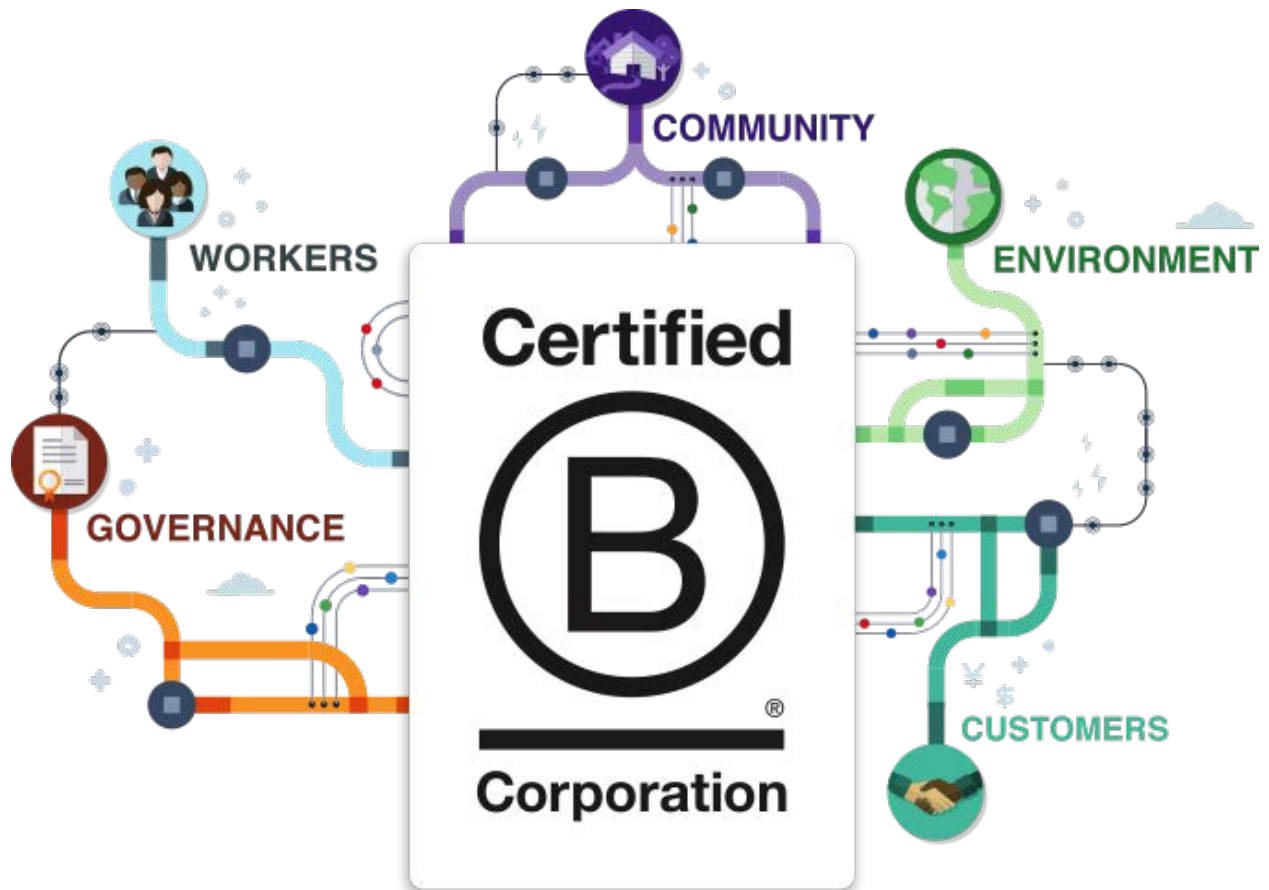 COMMUNITY
WORKERS
ENVIRONMENT
GOVERNANCE
CUSTOMERS
¥
$
Certified
B
®
Corporation